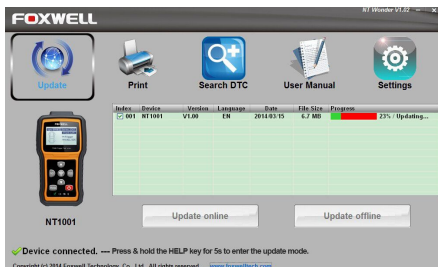 FOXWELL
NT Wonder V1.02
Update
Print
Search DTC
User Manual
Settings
Index Device Version Language Date File Size Progress
001 NT1001 V1.00 EN 2014/03/15 6.7 MB 23% / Updating...
NT1001
Update online
Update offline
Device connected. --- Press & hold the HELP key for 5s to enter the update mode.
Copyright (c) 2014 Foxwell Technology Co., Ltd. All rights reserved. www.foxwelltech.com